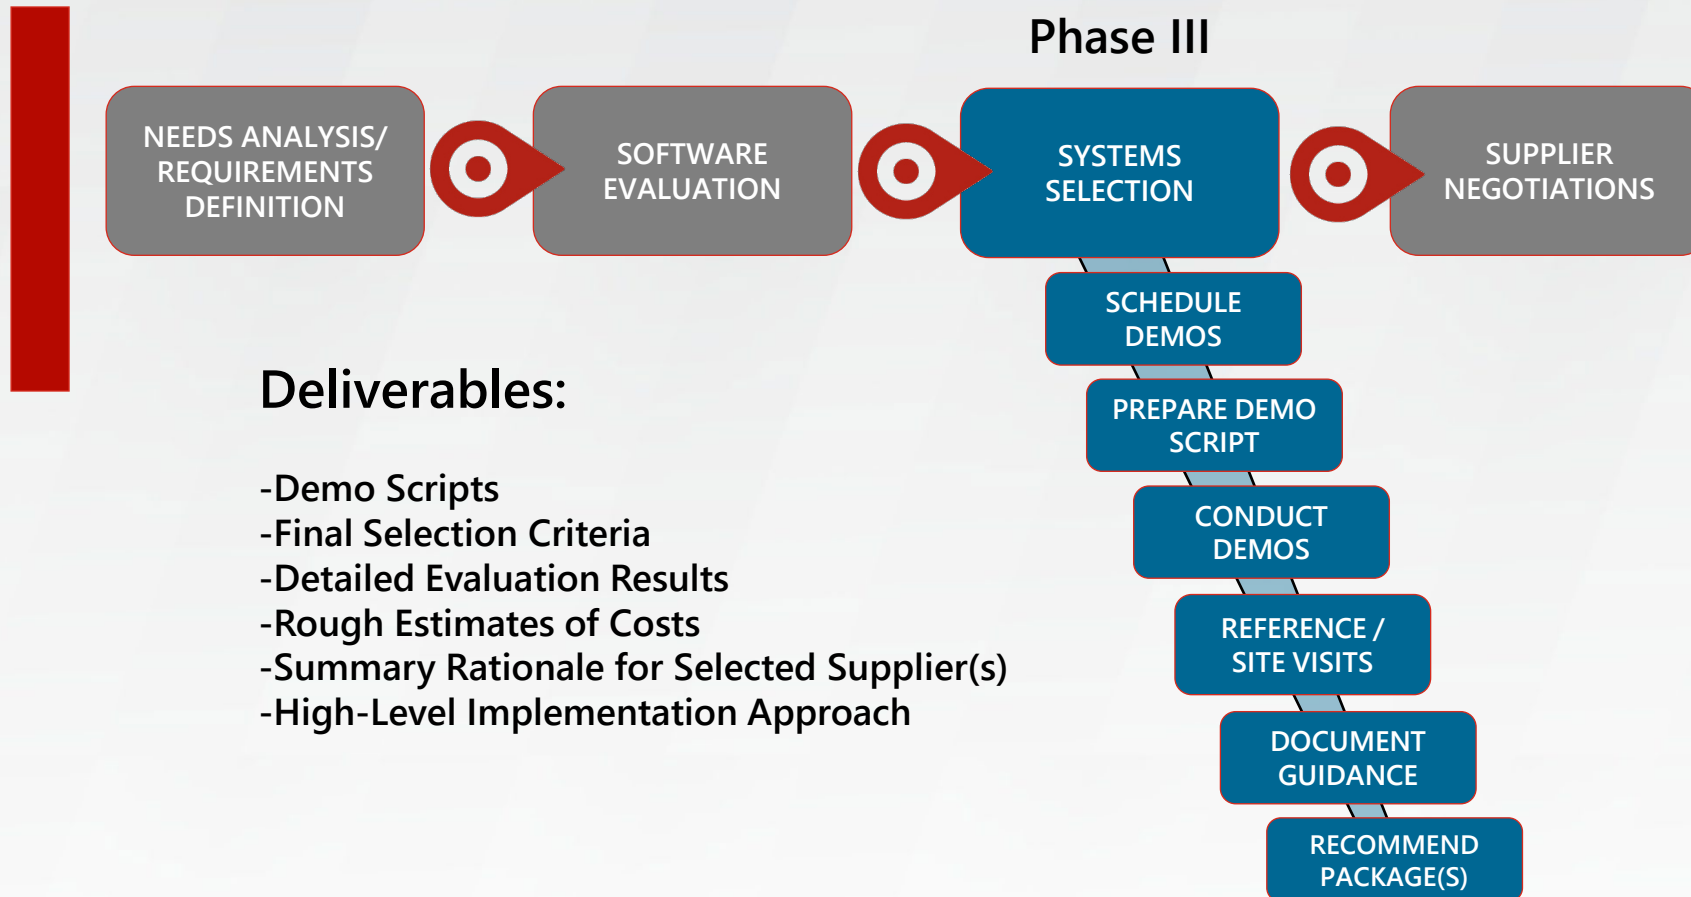 Phase III
NEEDS ANALYSIS/
REQUIREMENTS
DEFINITION
SOFTWARE
EVALUATION
SYSTEMS
SELECTION
SUPPLIER
NEGOTIATIONS
SCHEDULE
DEMOS
PREPARE DEMO
SCRIPT
CONDUCT
DEMOS
REFERENCE /
SITE VISITS
DOCUMENT
GUIDANCE
RECOMMEND
PACKAGE(S)
Deliverables:
-Demo Scripts
-Final Selection Criteria
-Detailed Evaluation Results
-Rough Estimates of Costs
-Summary Rationale for Selected Supplier(s)
-High-Level Implementation Approach